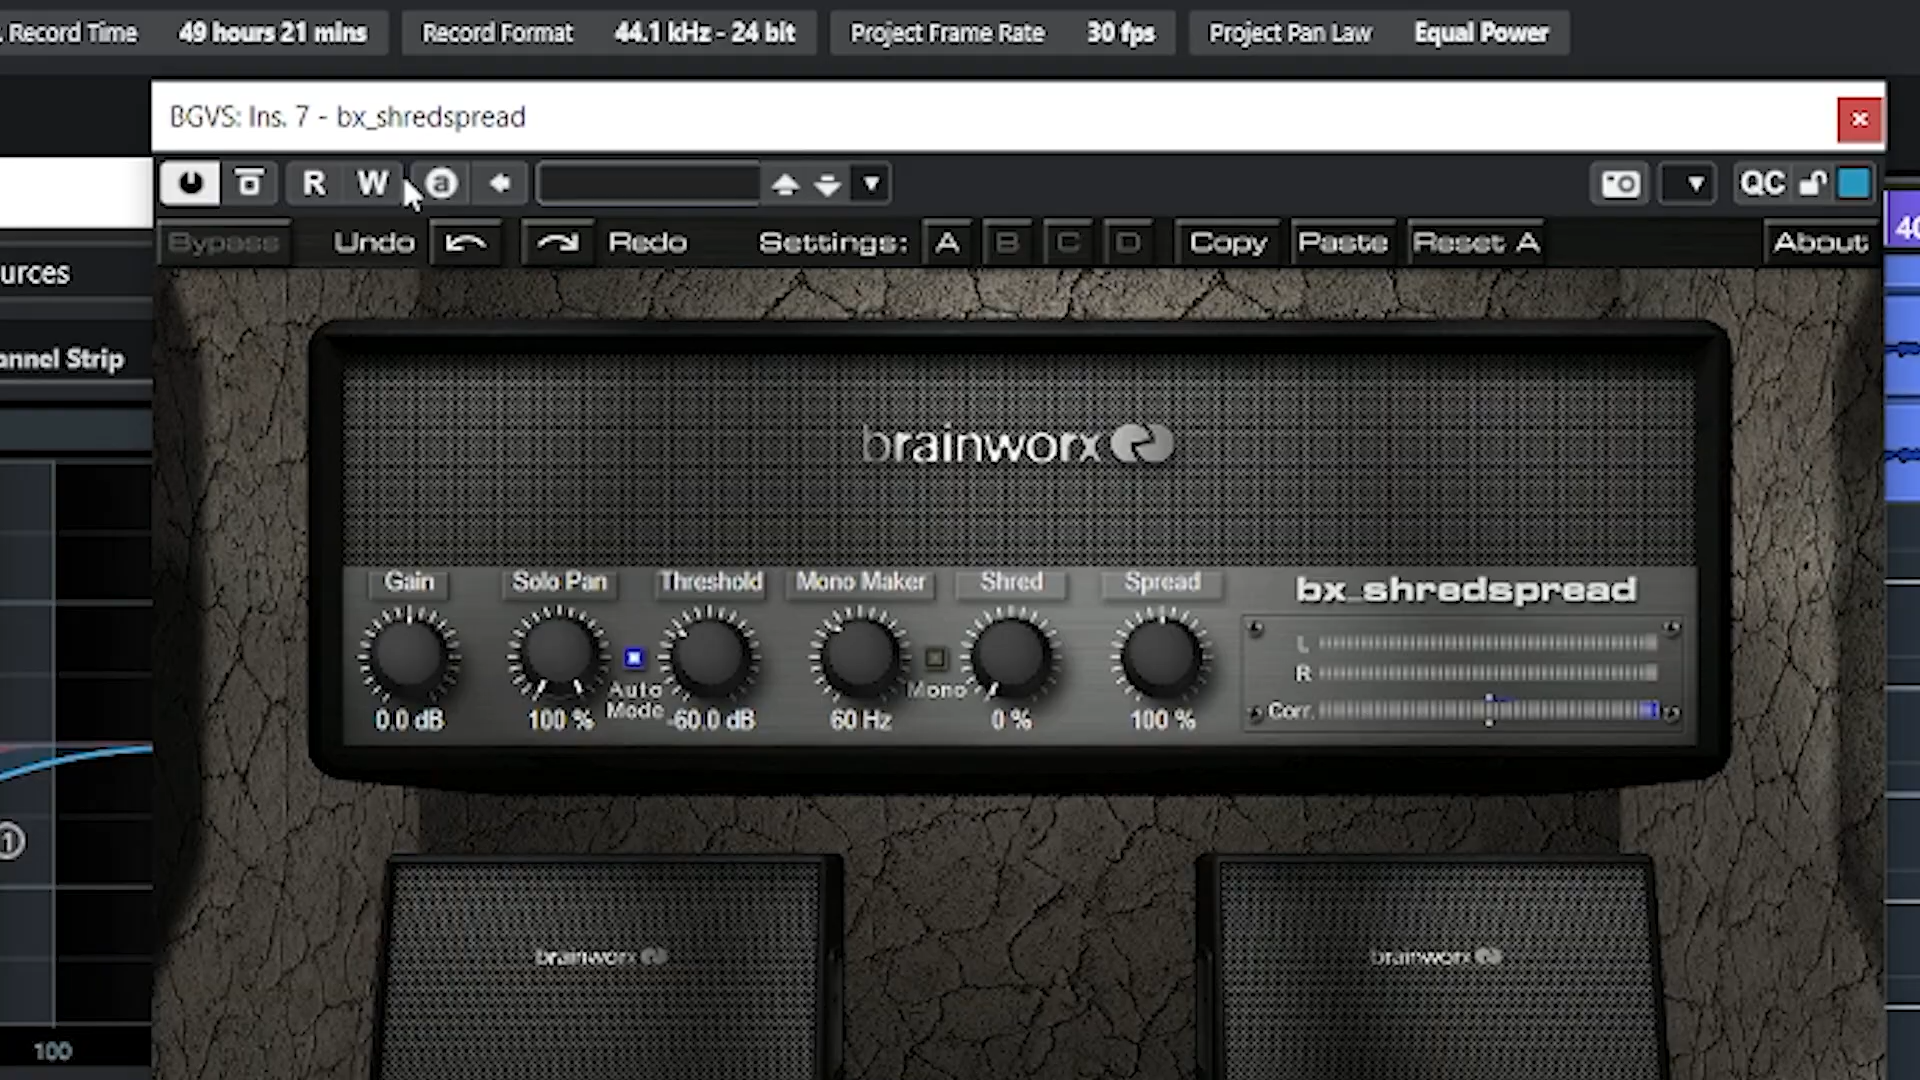 . Record Time 49 hours 21 mins Record Format 44.1 kHz - 24 bit Project Frame Rate 30 fps Project Pan Law Equal Power
BGVS: Ins. 7 - bx_shredspread
R W a QC
Bypass Undo Redo Settings: A B C D Copy Paste Reset A About
40
urces
annel Strip
brainworx
Gain Solo Pan Threshold Mono Maker Shred Spread bx_shredspread
L
R
Auto Mode Mono
Corr.
0.0 dB 100 % -60.0 dB 60 Hz 0 % 100 %
1
brainworx brainworx
100